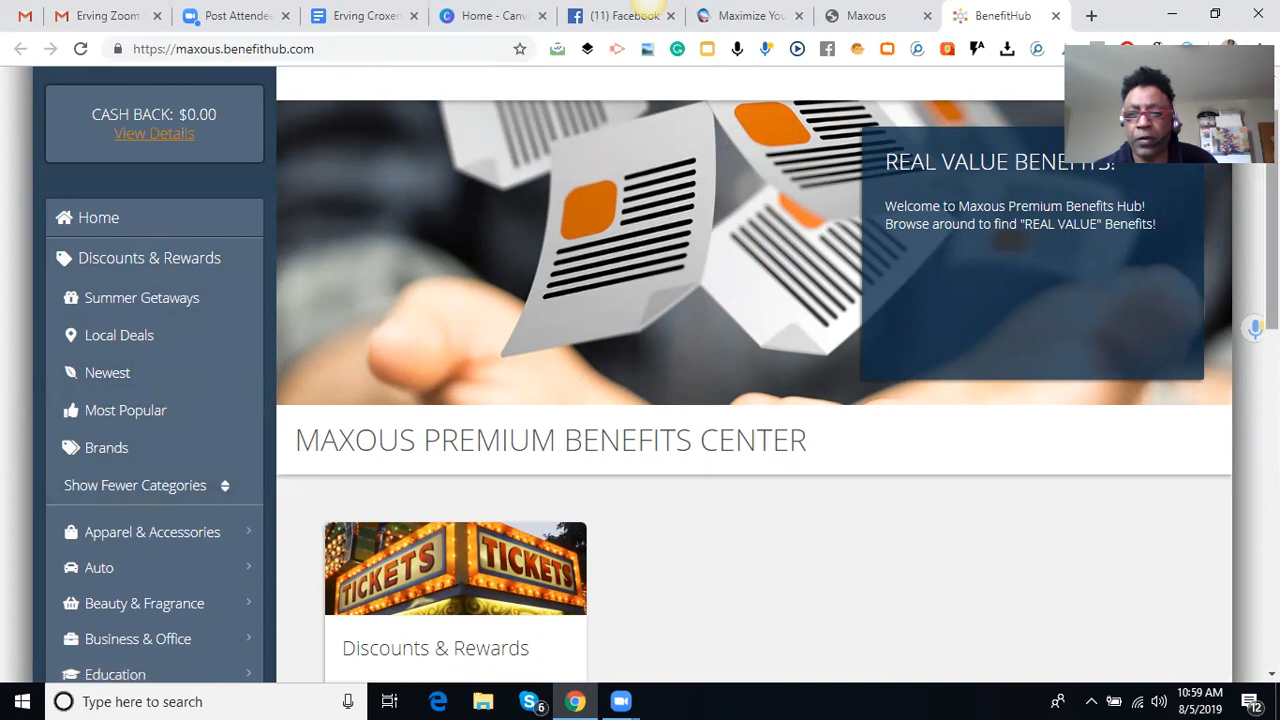 Erving Zoom
Post Attende
Erving Croxen
Home - Canv
(11) Facebook
Maximize You
Maxous
BenefitHub
https://maxous.benefithub.com
CASH BACK: $0.00
View Details
Home
Discounts & Rewards
Summer Getaways
Local Deals
Newest
Most Popular
Brands
Show Fewer Categories
Apparel & Accessories
Auto
Beauty & Fragrance
Business & Office
Education
REAL VALUE BENEFITS!
Welcome to Maxous Premium Benefits Hub!
Browse around to find "REAL VALUE" Benefits!
MAXOUS PREMIUM BENEFITS CENTER
TICKETS
TICKETS
Discounts & Rewards
Type here to search
6
10:59 AM
8/5/2019
12